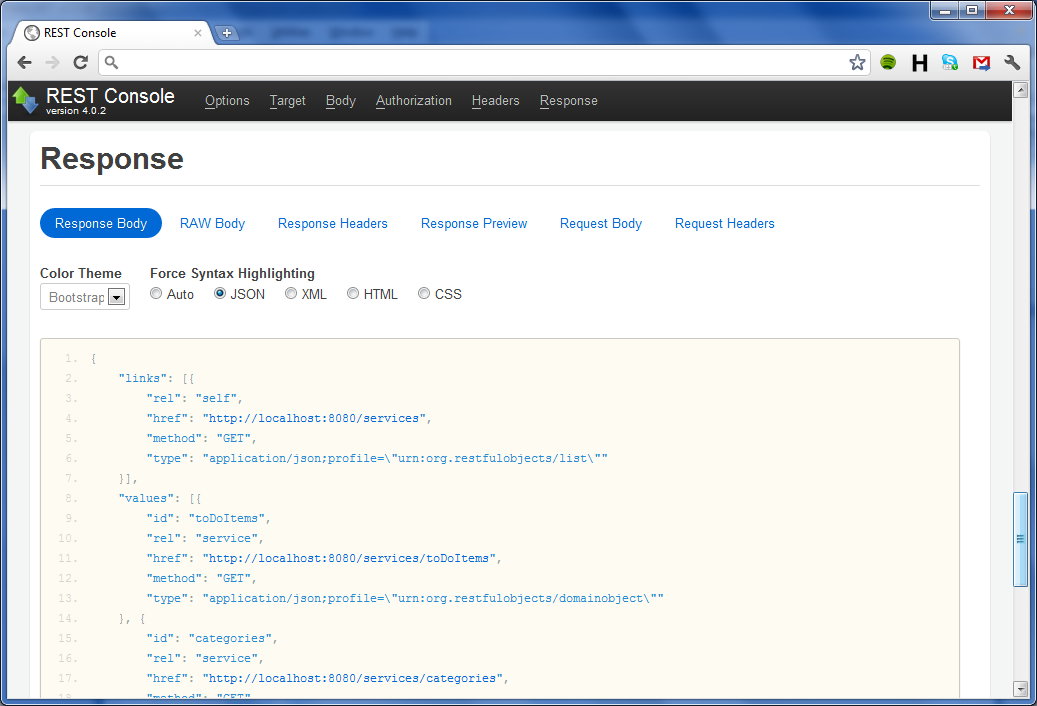 REST Console
REST Console
version 4.0.2
Options Target Body Authorization Headers Response
Response
Response Body RAW Body Response Headers Response Preview Request Body Request Headers
Color Theme Force Syntax Highlighting
Bootstrap Auto JSON XML HTML CSS
1. {
2. "links": [{
3. "rel": "self",
4. "href": "http://localhost:8080/services",
5. "method": "GET",
6. "type": "application/json;profile=\"urn:org.restfulobjects/list\""
7. }],
8. "values": [{
9. "id": "toDoItems",
10. "rel": "service",
11. "href": "http://localhost:8080/services/toDoItems",
12. "method": "GET",
13. "type": "application/json;profile=\"urn:org.restfulobjects/domainobject\""
14. }, {
15. "id": "categories",
16. "rel": "service",
17. "href": "http://localhost:8080/services/categories",
18. "method": "GET"